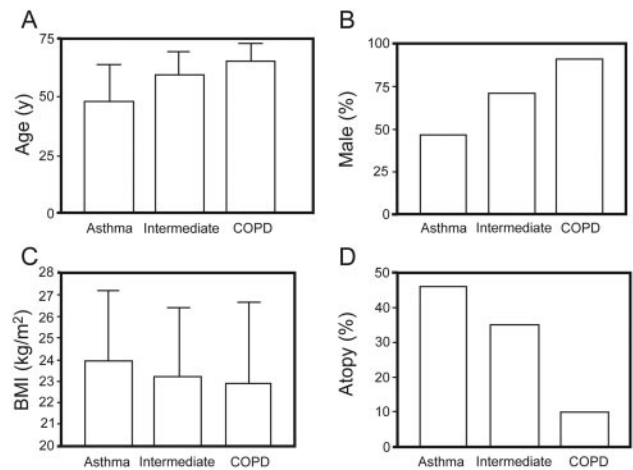 A
Age (y)
75
50
25
0
Asthma Intermediate COPD
B
Male (%)
100
75
50
25
0
Asthma Intermediate COPD
C
BMI (kg/m²)
28
27
26
25
24
23
22
21
20
Asthma Intermediate COPD
D
Atopy (%)
50
40
30
20
10
0
Asthma Intermediate COPD